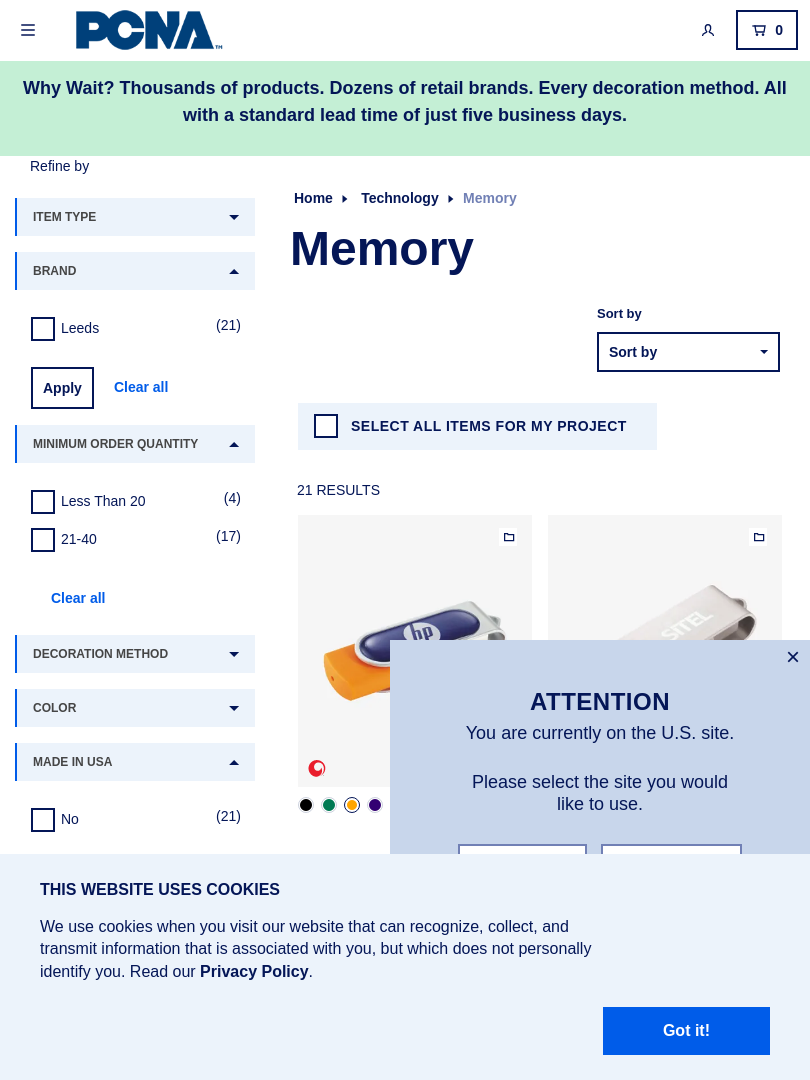 PCNA™
0
Why Wait? Thousands of products. Dozens of retail brands. Every decoration method. All
with a standard lead time of just five business days.
Refine by
ITEM TYPE
BRAND
Leeds (21)
Apply Clear all
MINIMUM ORDER QUANTITY
Less Than 20 (4)
21-40 (17)
Clear all
DECORATION METHOD
COLOR
MADE IN USA
No (21)
Home Technology Memory
Memory
Sort by
Sort by
SELECT ALL ITEMS FOR MY PROJECT
21 RESULTS
hp
SITEL
ATTENTION
You are currently on the U.S. site.
Please select the site you would
like to use.
THIS WEBSITE USES COOKIES
We use cookies when you visit our website that can recognize, collect, and
transmit information that is associated with you, but which does not personally
identify you. Read our Privacy Policy.
Got it!